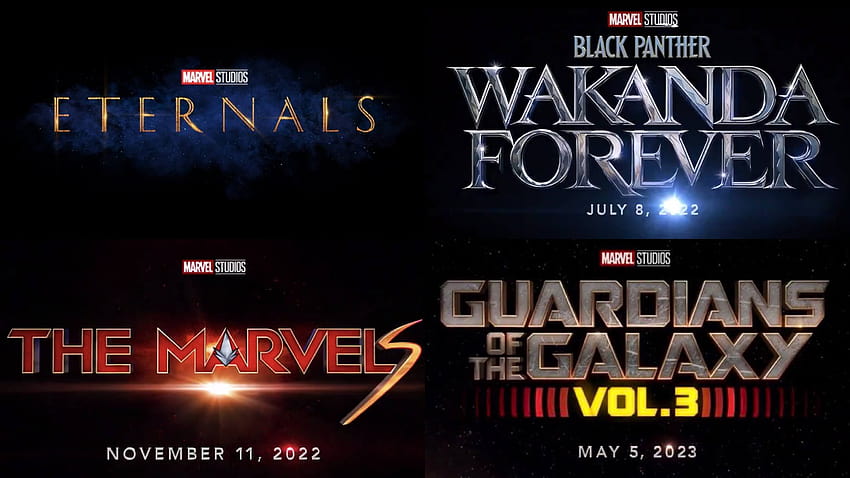 MARVEL STUDIOS
ETERNALS
MARVEL STUDIOS
BLACK PANTHER
WAKANDA
FOREVER
JULY 8, 2022
MARVEL STUDIOS
THE MARVELS
NOVEMBER 11, 2022
MARVEL STUDIOS
GUARDIANS
OF THE GALAXY
VOL.3
MAY 5, 2023